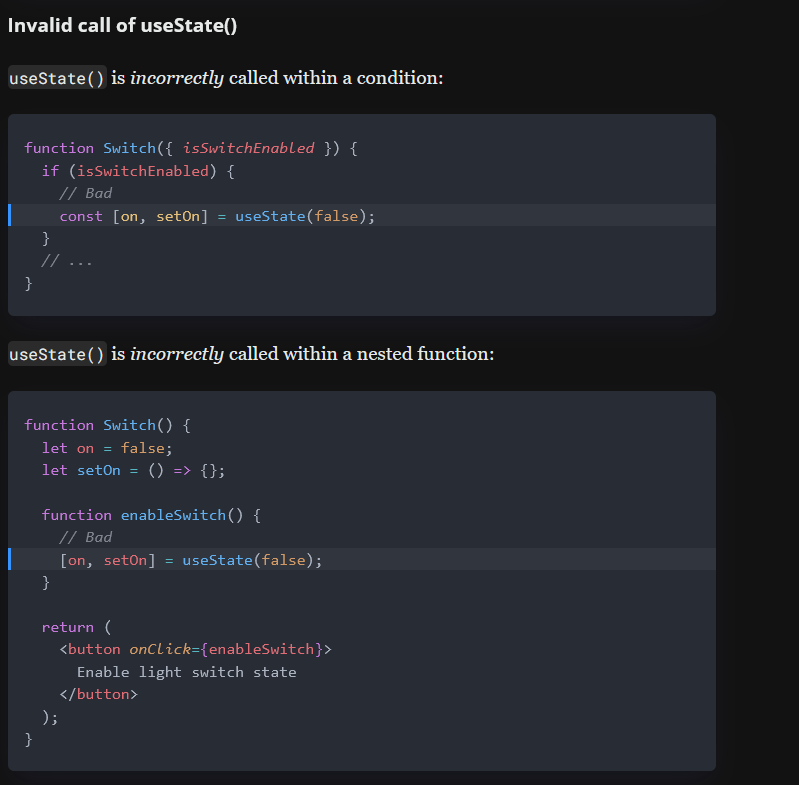 Invalid call of useState()
useState() is incorrectly called within a condition:
function Switch({ isSwitchEnabled }) {
  if (isSwitchEnabled) {
    // Bad
    const [on, setOn] = useState(false);
  }
  // ...
}
useState() is incorrectly called within a nested function:
function Switch() {
  let on = false;
  let setOn = () => {};
  function enableSwitch() {
    // Bad
    [on, setOn] = useState(false);
  }
  return (
    <button onClick={enableSwitch}>
      Enable light switch state
    </button>
  );
}